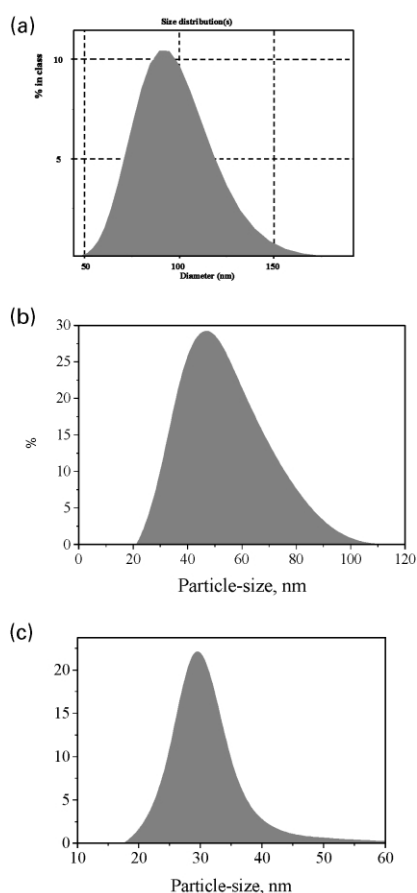 (a)
Size distribution(s)
% in class
10
5
50 100 150
Diameter (nm)
(b)
%
30
25
20
15
10
5
0
0 20 40 60 80 100 120
Particle-size, nm
(c)
20
15
10
5
0
10 20 30 40 50 60
Particle-size, nm